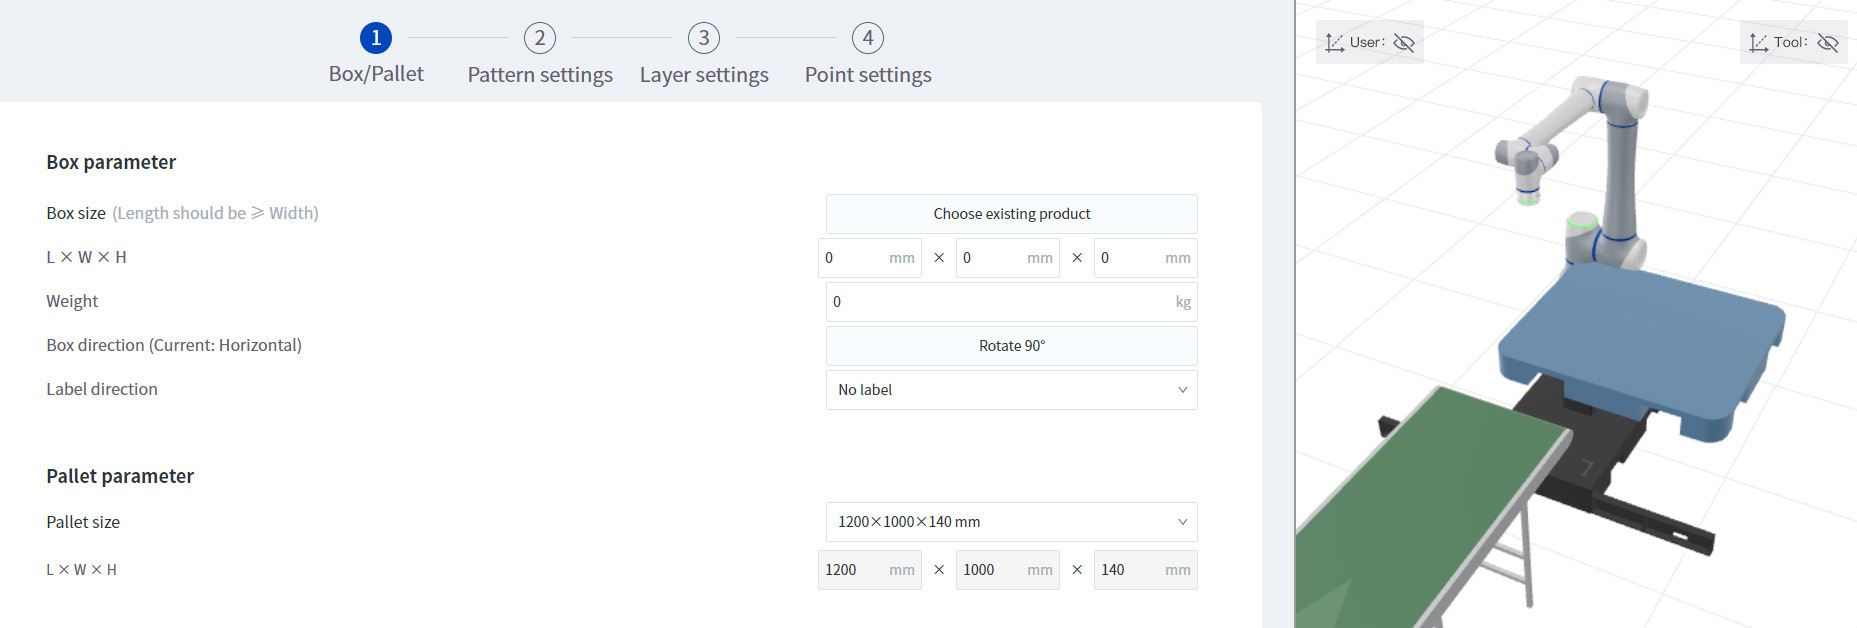 1 2 3 4
Box/Pallet Pattern settings Layer settings Point settings
User:
Tool:
Box parameter
Box size (Length should be ⩾ Width) Choose existing product
L × W × H 0 mm × 0 mm × 0 mm
Weight 0 kg
Box direction (Current: Horizontal) Rotate 90°
Label direction No label
Pallet parameter
Pallet size 1200×1000×140 mm
L × W × H 1200 mm × 1000 mm × 140 mm